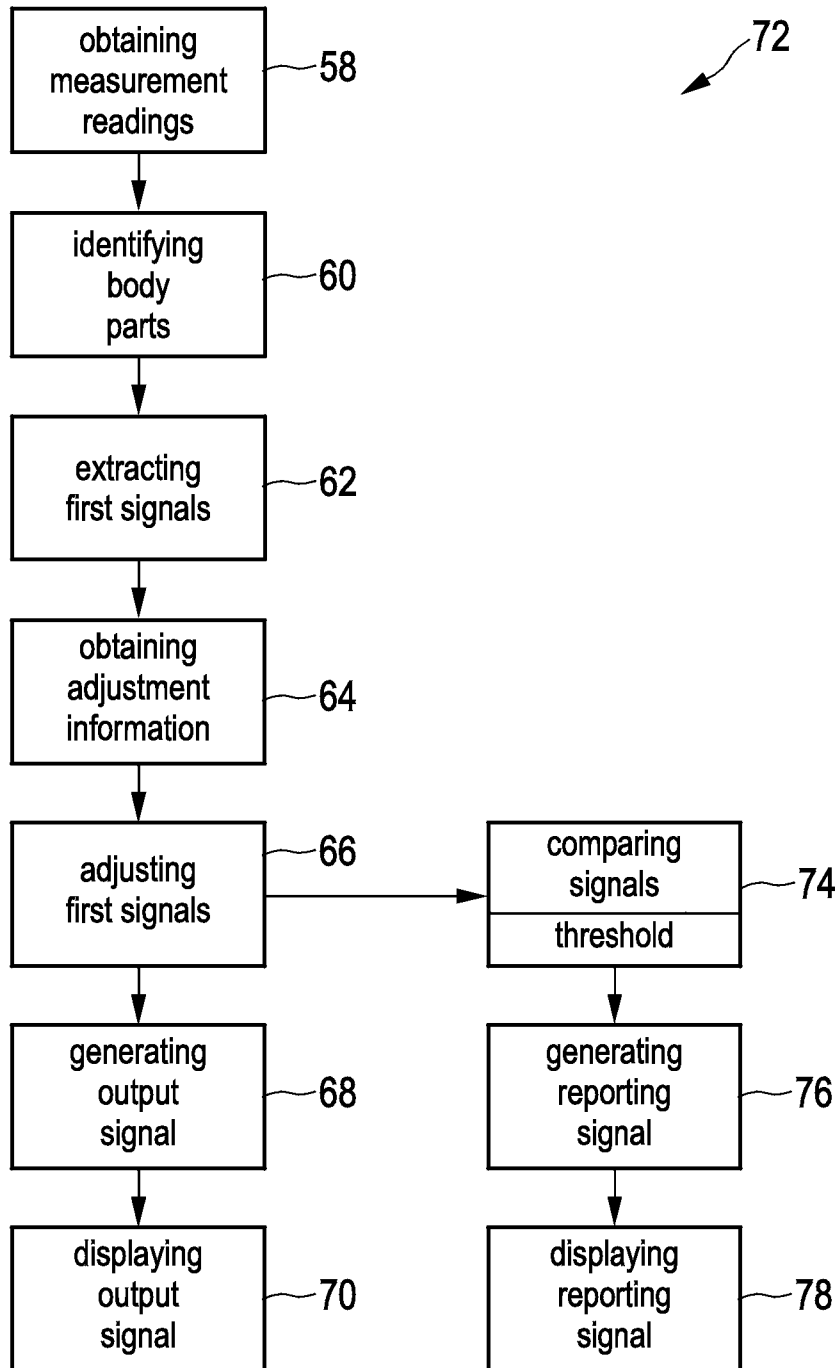 obtaining
measurement
readings
58
72
identifying
body
parts
60
extracting
first signals
62
obtaining
adjustment
information
64
adjusting
first signals
66
comparing
signals
threshold
74
generating
output
signal
68
generating
reporting
signal
76
displaying
output
signal
70
displaying
reporting
signal
78